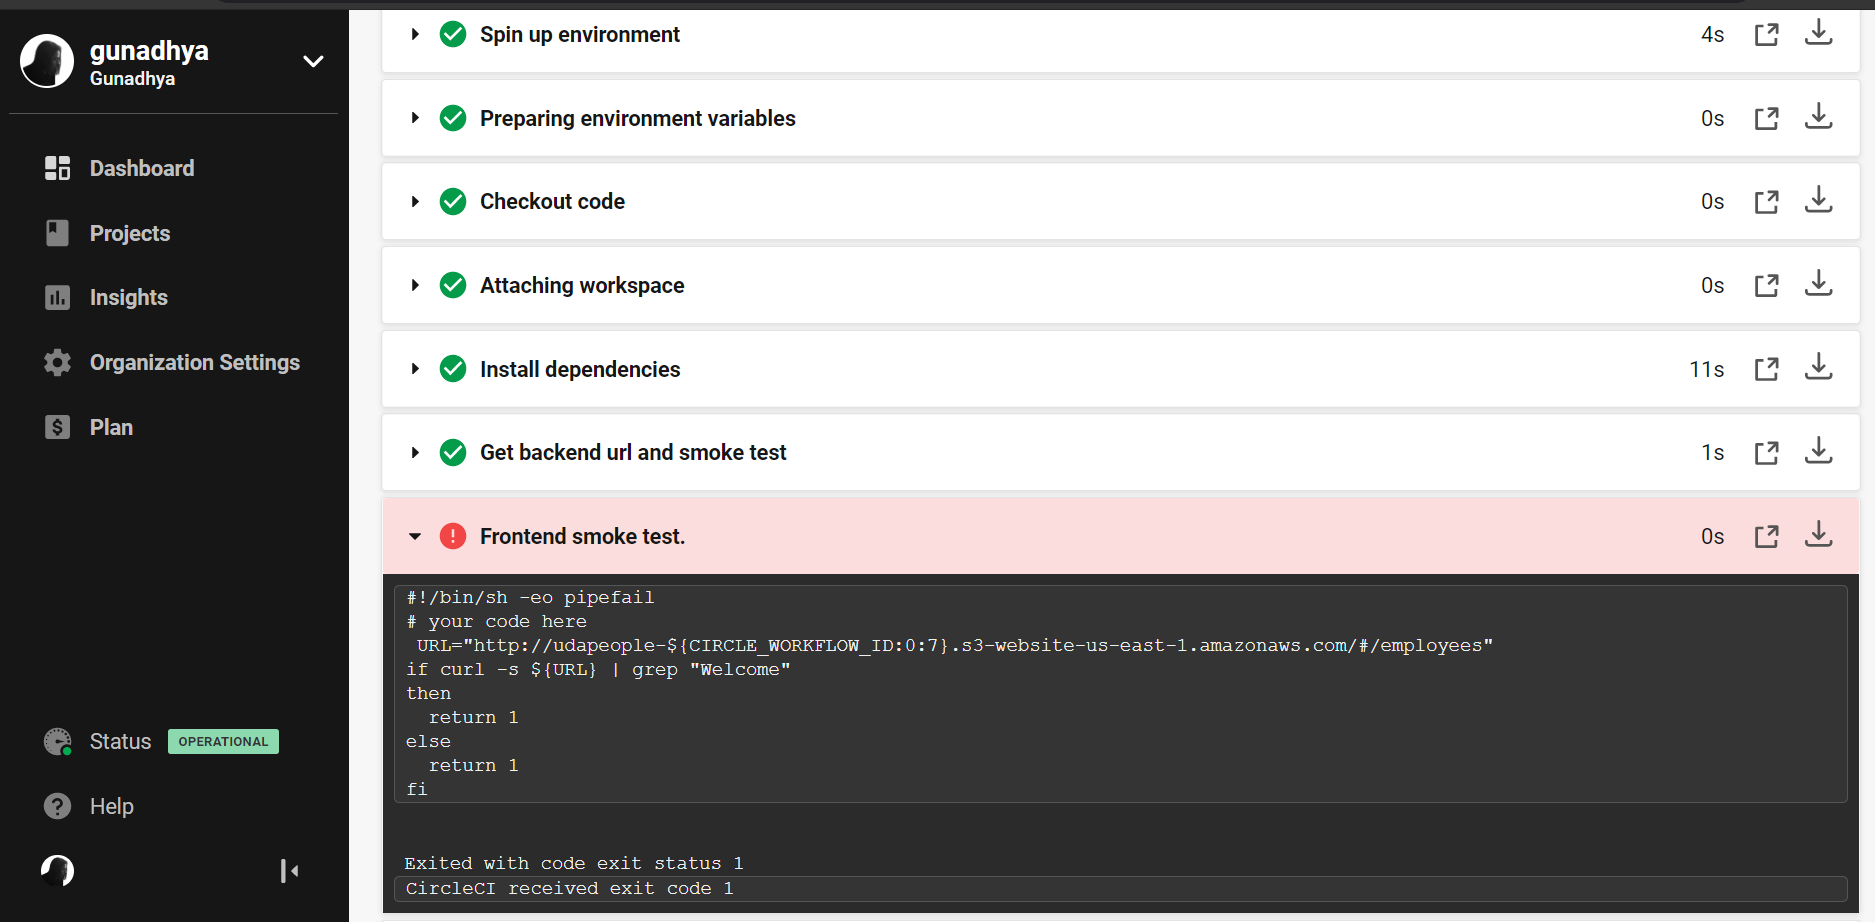 gunadhya
Gunadhya
Dashboard
Projects
Insights
Organization Settings
Plan
Status OPERATIONAL
Help
Spin up environment 4s
Preparing environment variables 0s
Checkout code 0s
Attaching workspace 0s
Install dependencies 11s
Get backend url and smoke test 1s
Frontend smoke test. 0s
#!/bin/sh -eo pipefail
# your code here
URL="http://udapeople-${CIRCLE_WORKFLOW_ID:0:7}.s3-website-us-east-1.amazonaws.com/#/employees"
if curl -s ${URL} | grep "Welcome"
then
return 1
else
return 1
fi
Exited with code exit status 1
CircleCI received exit code 1